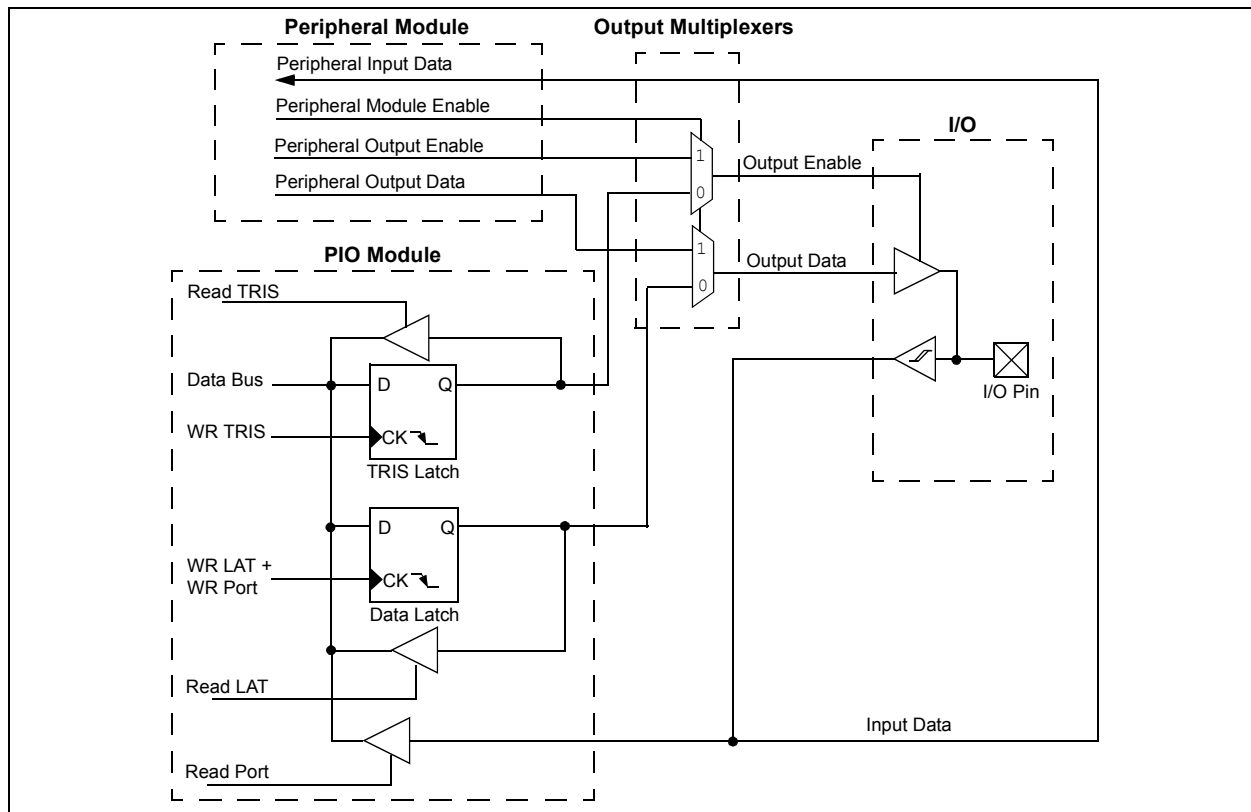 Peripheral Module
Output Multiplexers
Peripheral Input Data
Peripheral Module Enable
Peripheral Output Enable
Peripheral Output Data
1
0
Output Enable
I/O
1
0
Output Data
I/O Pin
PIO Module
Read TRIS
Data Bus
D
Q
WR TRIS
CK
TRIS Latch
D
Q
WR LAT +
WR Port
CK
Data Latch
Read LAT
Input Data
Read Port